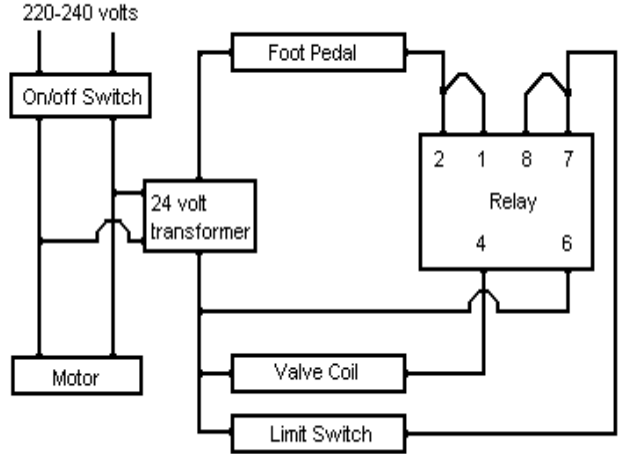 220-240 volts
Foot Pedal
On/off Switch
2 1 8 7
24 volt
transformer
Relay
4 6
Motor
Valve Coil
Limit Switch